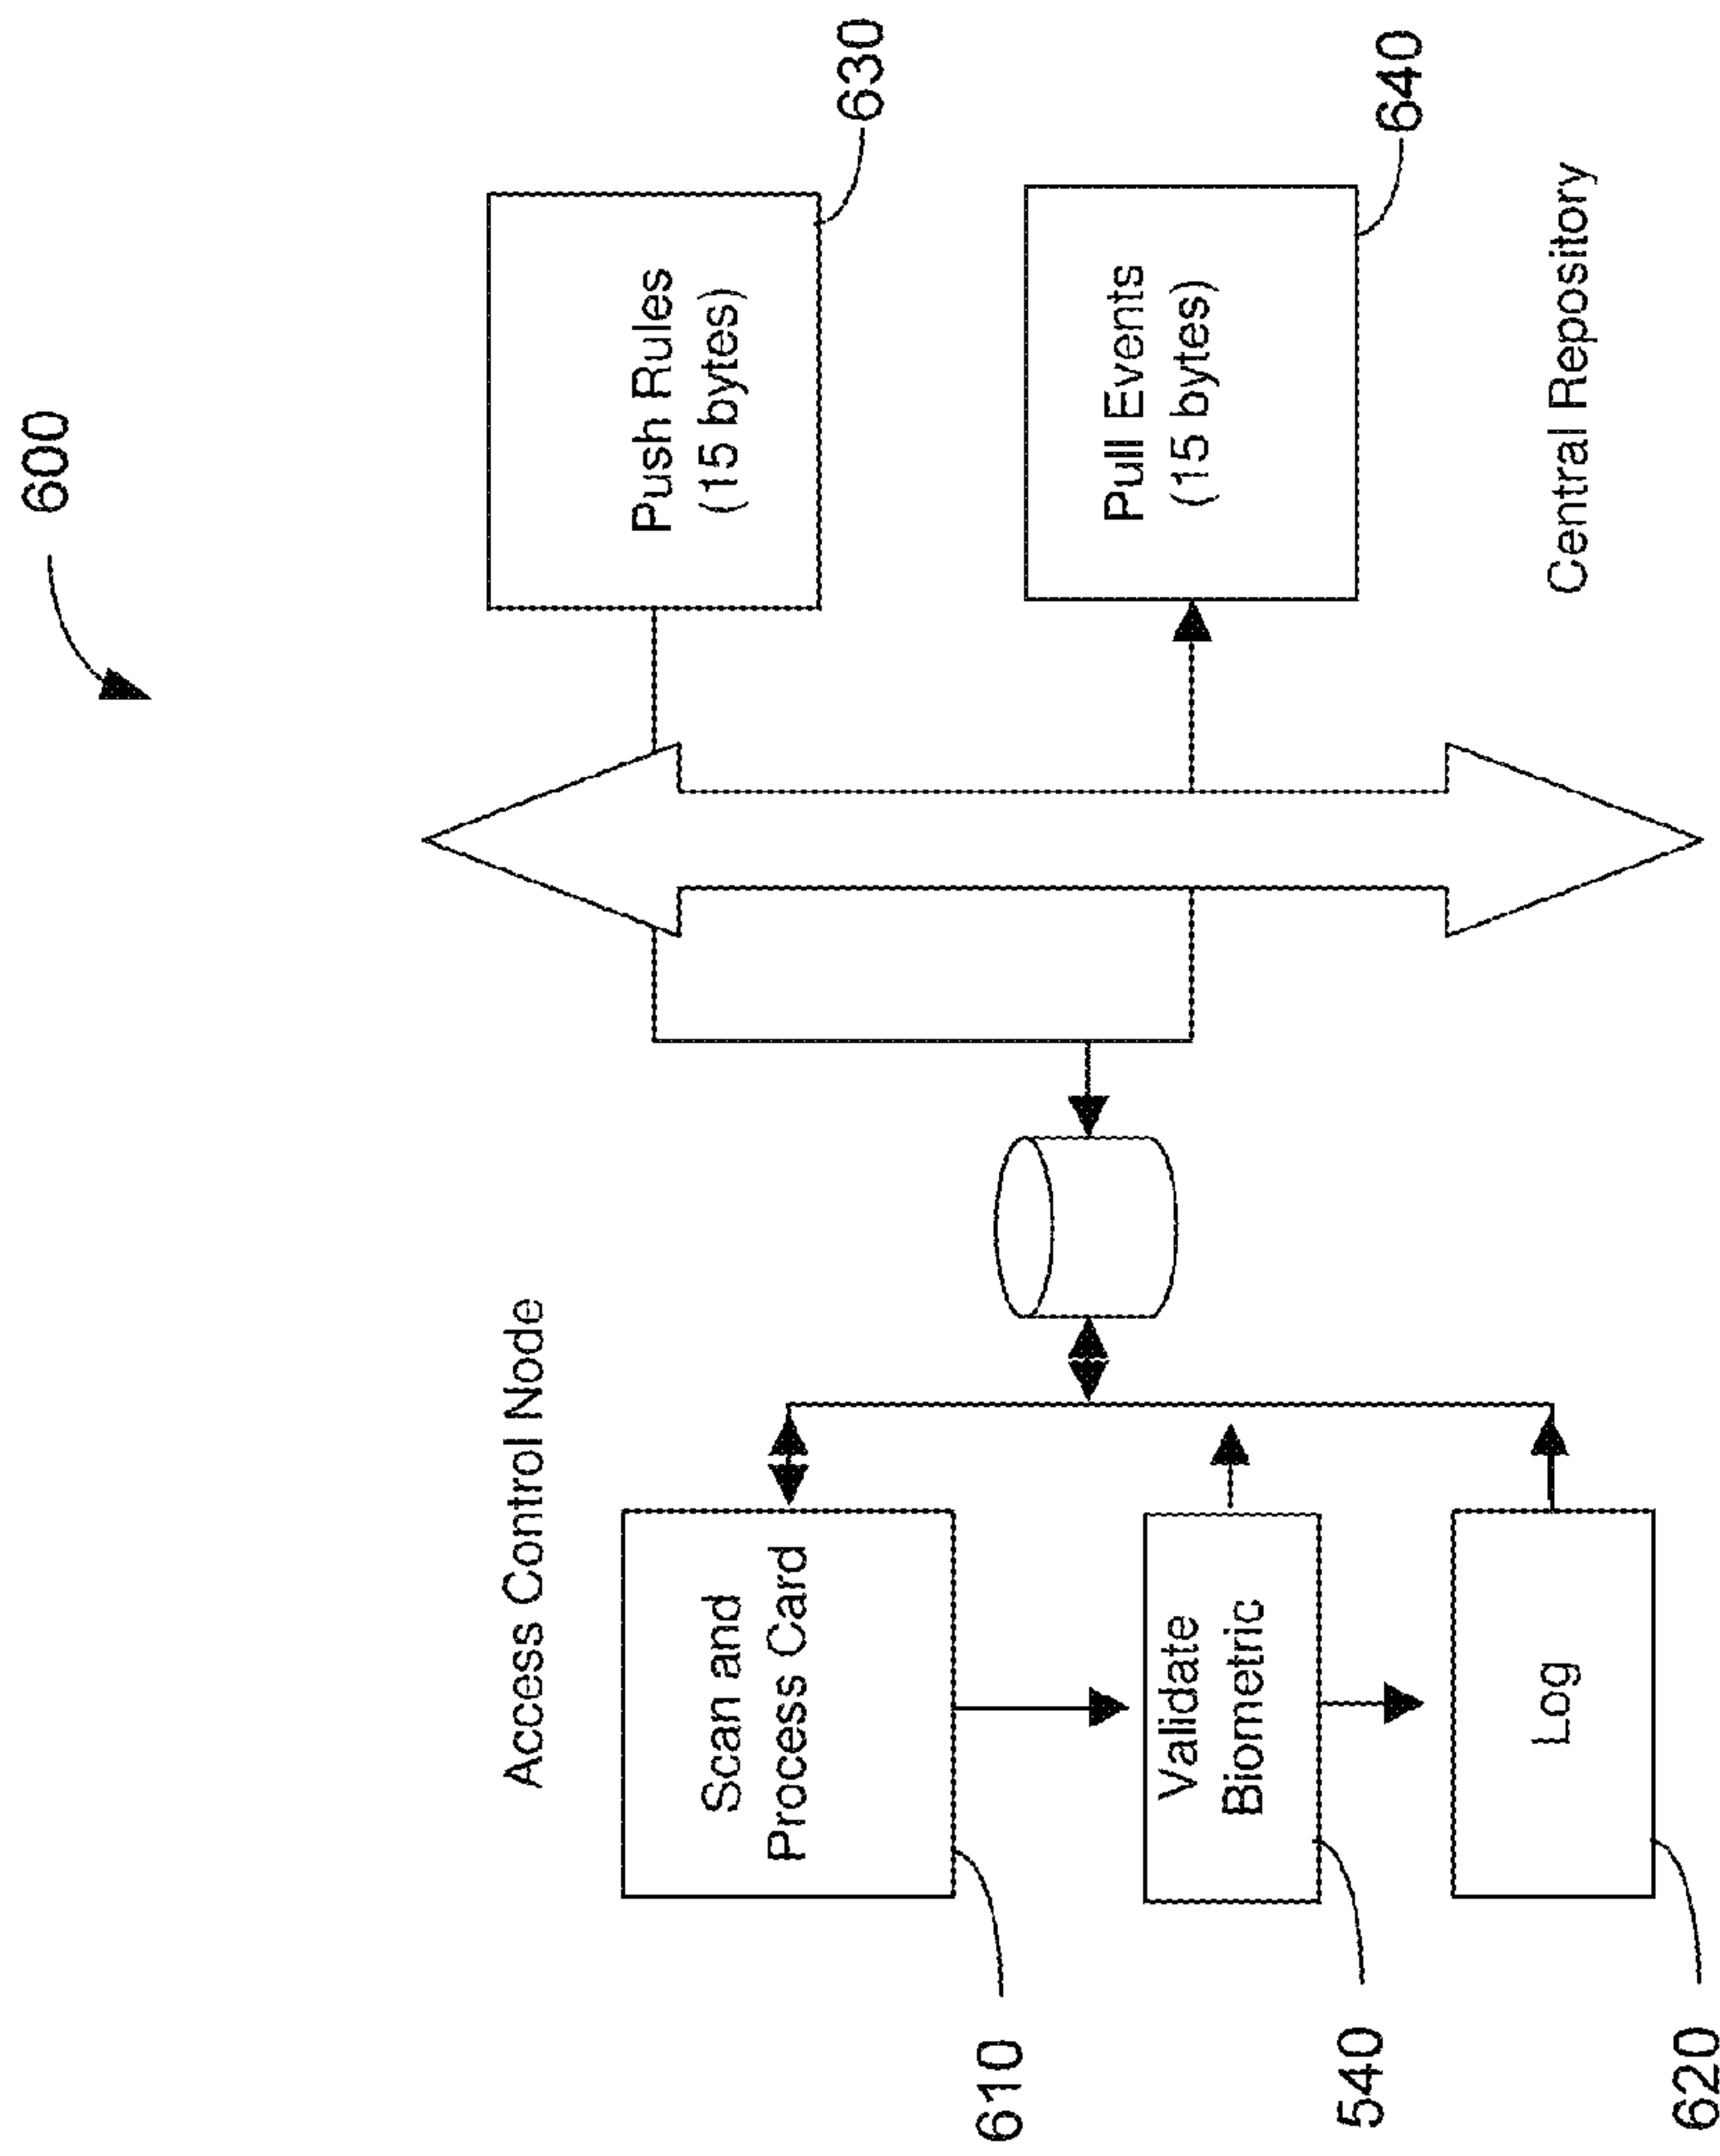 600
Access Control Node
Scan and
Process Card
610
Validate
Biometric
540
Log
620
Push Rules
(15 bytes)
630
Pull Events
(15 bytes)
640
Central Repository